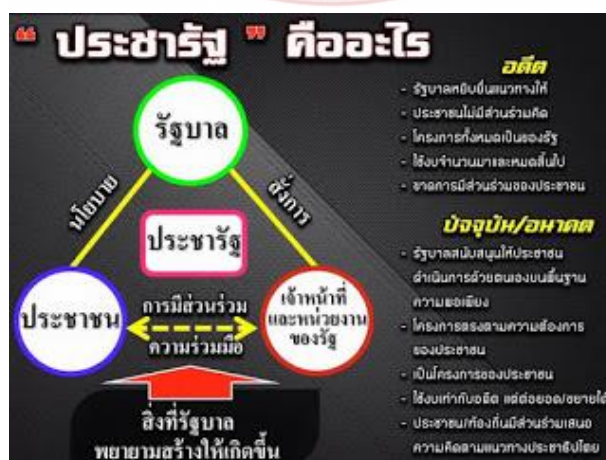 “ ประชารัฐ ” คืออะไร
รัฐบาล
นโยบาย
สั่งการ
ประชารัฐ
ประชาชน
การมีส่วนร่วม
ความร่วมมือ
เจ้าหน้าที่
และหน่วยงาน
ของรัฐ
สิ่งที่รัฐบาล
พยายามสร้างให้เกิดขึ้น
อดีต
- รัฐบาลหยิบยื่นแนวทางให้
- ประชาชนไม่มีส่วนร่วมคิด
- โครงการทั้งหมดเป็นของรัฐ
- ใช้งบจำนวนมากและหมดสิ้นไป
- ขาดการมีส่วนร่วมของประชาชน
ปัจจุบัน/อนาคต
- รัฐบาลสนับสนุนให้ประชาชน
ดำเนินการด้วยตนเองบนพื้นฐาน
ความพอเพียง
- โครงการตรงตามความต้องการ
ของประชาชน
- เป็นโครงการของประชาชน
- ใช้งบเท่ากับอดีต แต่ต่อยอด/ขยายได้
- ประชาชน/ท้องถิ่นมีส่วนร่วมเสนอ
ความคิดตามแนวทางประชาธิปไตย